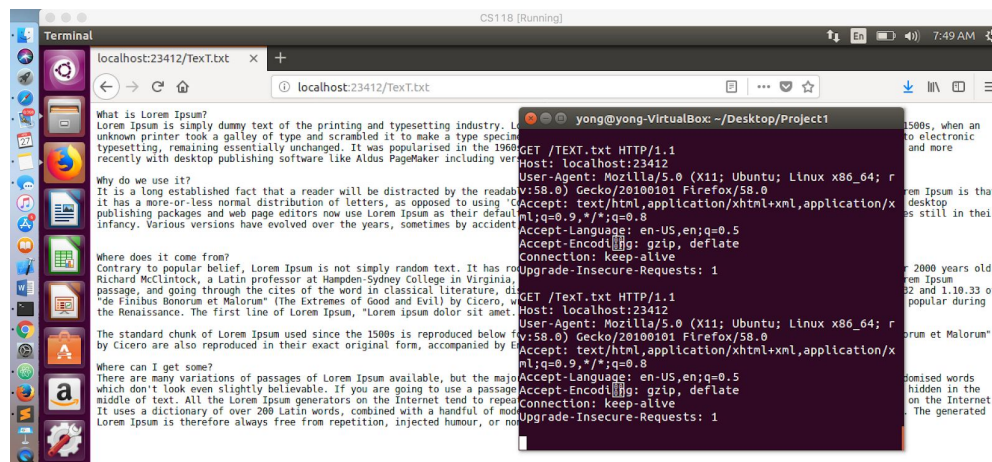 CS118 [Running]
Terminal
En
7:49 AM
localhost:23412/TexT.txt
localhost:23412/TexT.txt
What is Lorem Ipsum?
Lorem Ipsum is simply dummy text of the printing and typesetting industry.
unknown printer took a galley of type and scrambled it to make a type
typesetting, remaining essentially unchanged. It was popularised in the
recently with desktop publishing software like Aldus PageMaker including
1500s, when an
to electronic
and more
Why do we use it?
It is a long established fact that a reader will be distracted by the
it has a more-or-less normal distribution of letters, as opposed to using
publishing packages and web page editors now use Lorem Ipsum as their
infancy. Various versions have evolved over the years, sometimes by accident
Ipsum is
desktop
still in
Where does it come from?
Contrary to popular belief, Lorem Ipsum is not simply random text. It has
Richard McClintock, a Latin professor at Hampden-Sydney College in Virginia,
passage, and going through the cites of the word in classical literature,
"de Finibus Bonorum et Malorum" (The Extremes of Good and Evil) by Cicero,
the Renaissance. The first line of Lorem Ipsum, "Lorem ipsum dolor sit amet.
2000 years old
Ipsum
and 1.10.33
popular during
The standard chunk of Lorem Ipsum used since the 1500s is reproduced below
by Cicero are also reproduced in their exact original form, accompanied by
et Malorum"
Where can I get some?
There are many variations of passages of Lorem Ipsum available, but the
which don't look even slightly believable. If you are going to use a passage
middle of text. All the Lorem Ipsum generators on the Internet tend to
It uses a dictionary of over 200 Latin words, combined with a handful of
Lorem Ipsum is therefore always free from repetition, injected humour, or
words
hidden in the
on the Internet
The generated
yong@yong-VirtualBox: ~/Desktop/Project1
GET /TEXT.txt HTTP/1.1
Host: localhost:23412
User-Agent: Mozilla/5.0 (X11; Ubuntu; Linux x86_64; r
v:58.0) Gecko/20100101 Firefox/58.0
Accept: text/html,application/xhtml+xml,application/x
ml;q=0.9,*/*;q=0.8
Accept-Language: en-US,en;q=0.5
Accept-Encoding: gzip, deflate
Connection: keep-alive
Upgrade-Insecure-Requests: 1
GET /TexT.txt HTTP/1.1
Host: localhost:23412
User-Agent: Mozilla/5.0 (X11; Ubuntu; Linux x86_64; r
v:58.0) Gecko/20100101 Firefox/58.0
Accept: text/html,application/xhtml+xml,application/x
ml;q=0.9,*/*;q=0.8
Accept-Language: en-US,en;q=0.5
Accept-Encoding: gzip, deflate
Connection: keep-alive
Upgrade-Insecure-Requests: 1